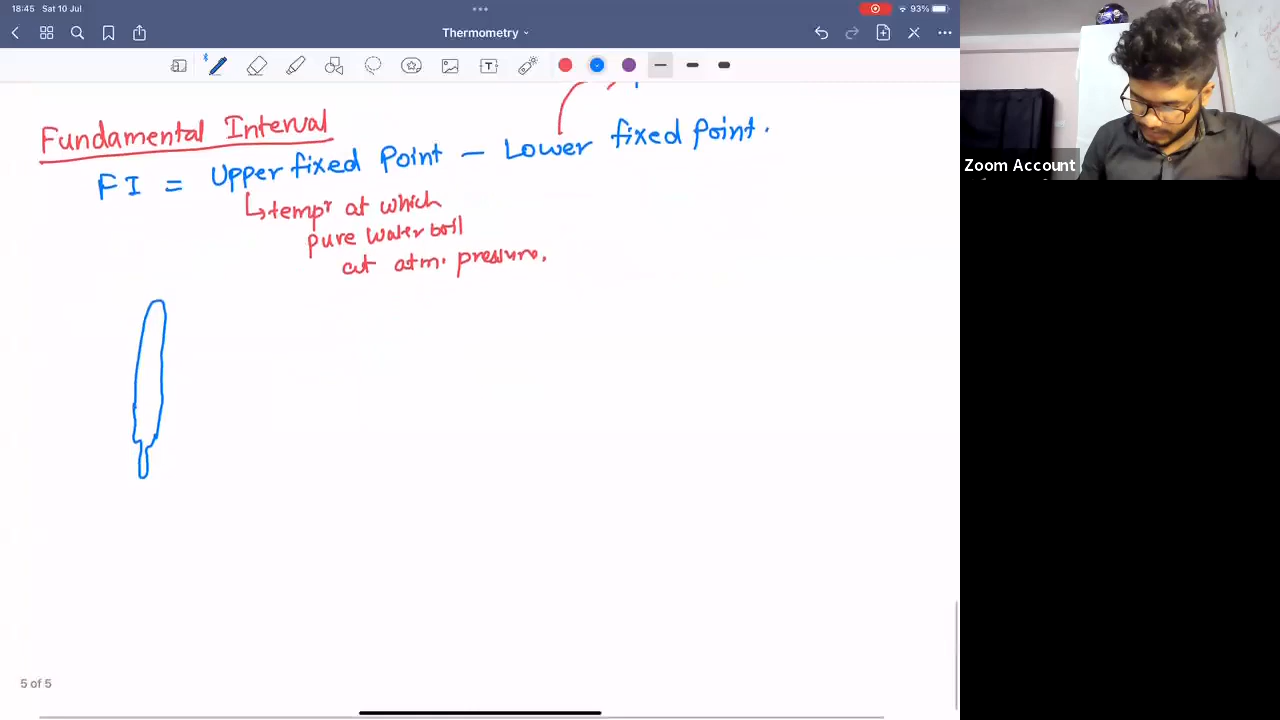 18:45 Sat 10 Jul
93%
Thermometry
Fundamental Interval
FI = Upper fixed Point – Lower fixed Point.
↳ tempr at which
pure water boil
at atm. pressure.
5 of 5
Zoom Account